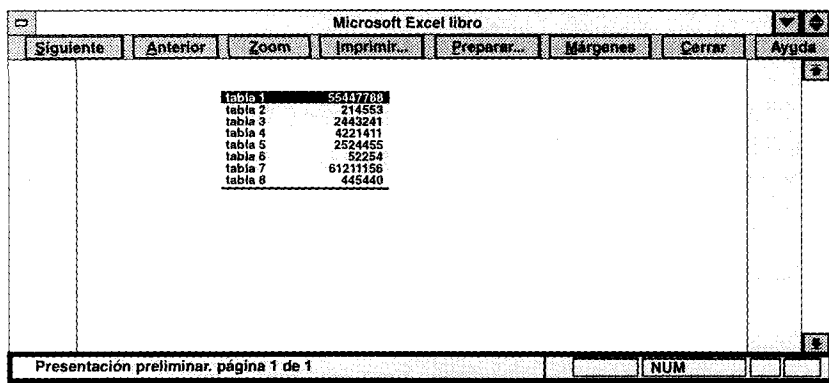 Microsoft Excel libro
Siguiente Anterior Zoom Imprimir... Preparar... Márgenes Cerrar Ayuda
tabla 1 55447788
tabla 2 214553
tabla 3 2443241
tabla 4 4221411
tabla 5 2524455
tabla 6 52254
tabla 7 61211156
tabla 8 445440
Presentación preliminar. página 1 de 1 NUM